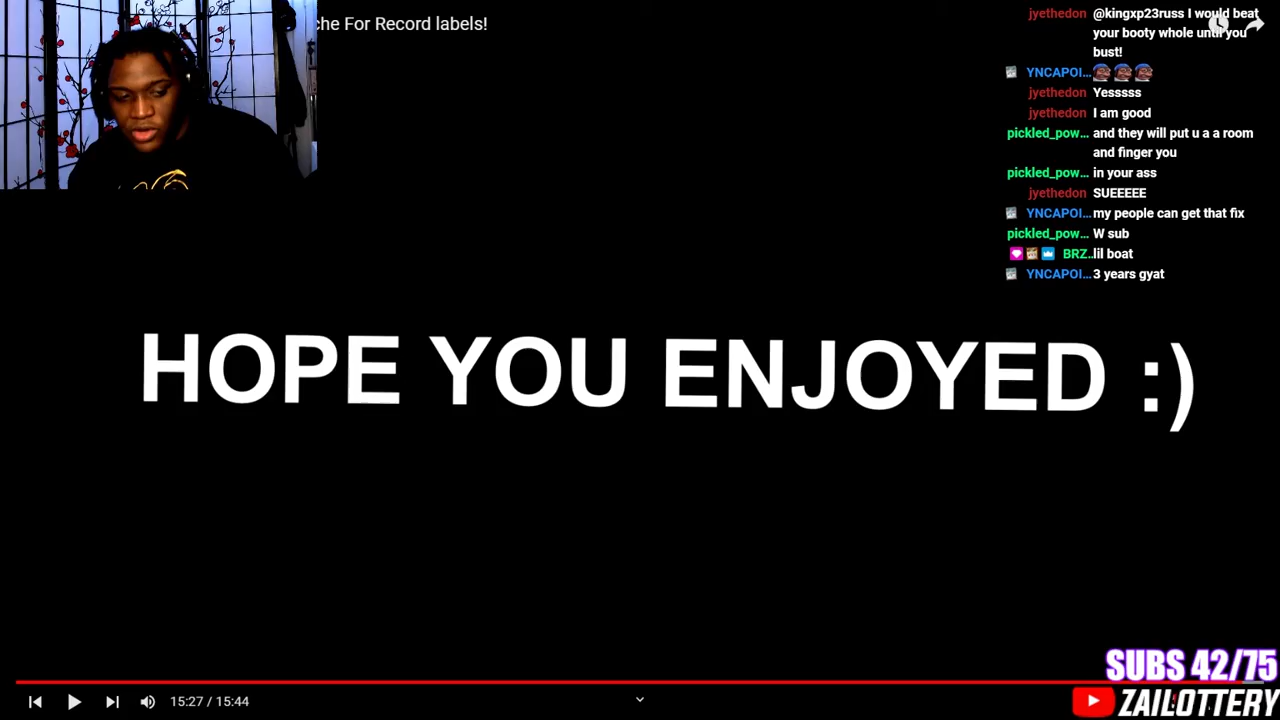 che For Record labels!
jyethedon @kingxp23russ I would beat
your booty whole until you
bust!
YNCAPOI...
jyethedon Yesssss
jyethedon I am good
pickled_pow... and they will put u a a room
and finger you
pickled_pow... in your ass
jyethedon SUEEEEE
YNCAPOI... my people can get that fix
pickled_pow... W sub
BRZ.. lil boat
YNCAPOI... 3 years gyat
HOPE YOU ENJOYED :)
SUBS 42/75
15:27 / 15:44
ZAILOTTERY